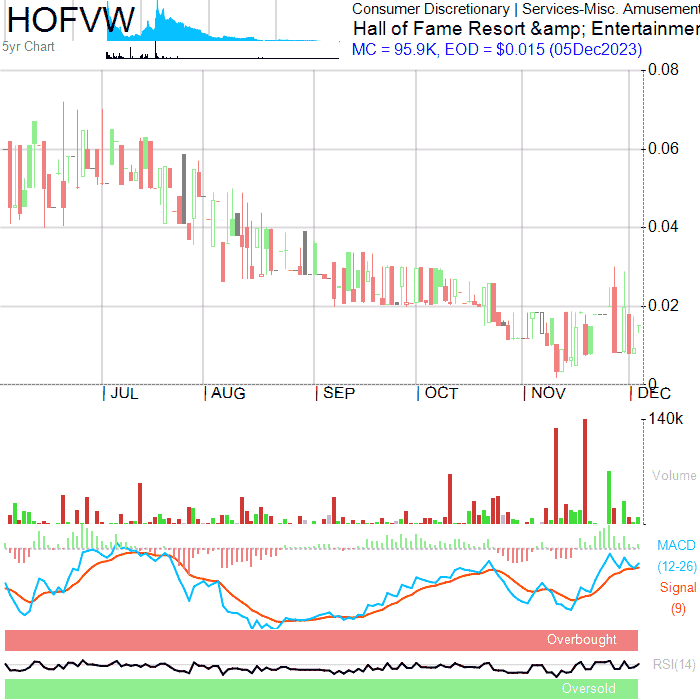 HOFVW
5yr Chart
Consumer Discretionary | Services-Misc. Amusement
Hall of Fame Resort &amp; Entertainmen
MC = 95.9K, EOD = $0.015 (05Dec2023)
0.08
0.06
0.04
0.02
0
JUL
AUG
SEP
OCT
NOV
DEC
140k
Volume
MACD
(12-26)
Signal
(9)
Overbought
RSI(14)
Oversold